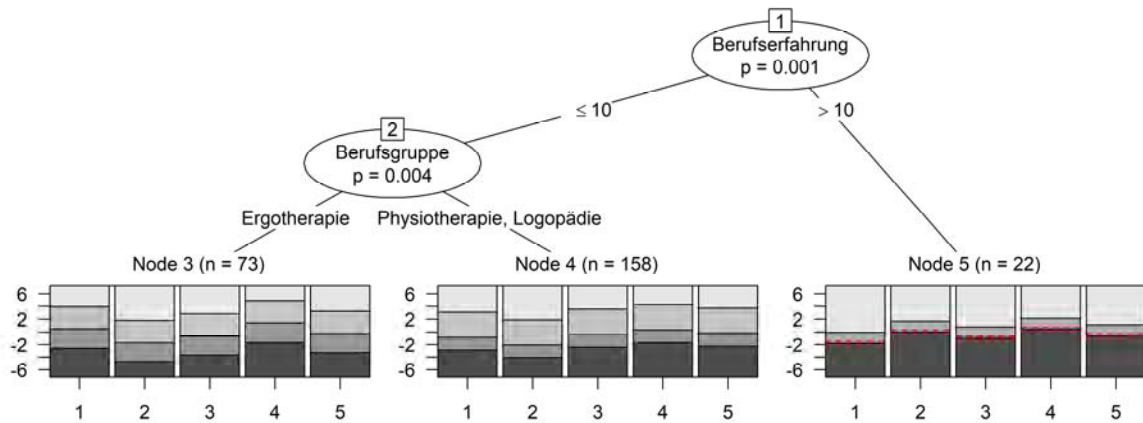 1
Berufserfahrung
p = 0.001
≤ 10
> 10
2
Berufsgruppe
p = 0.004
Ergotherapie
Physiotherapie, Logopädie
Node 3 (n = 73)
6
2
-2
-6
1 2 3 4 5
Node 4 (n = 158)
6
2
-2
-6
1 2 3 4 5
Node 5 (n = 22)
6
2
-2
-6
1 2 3 4 5